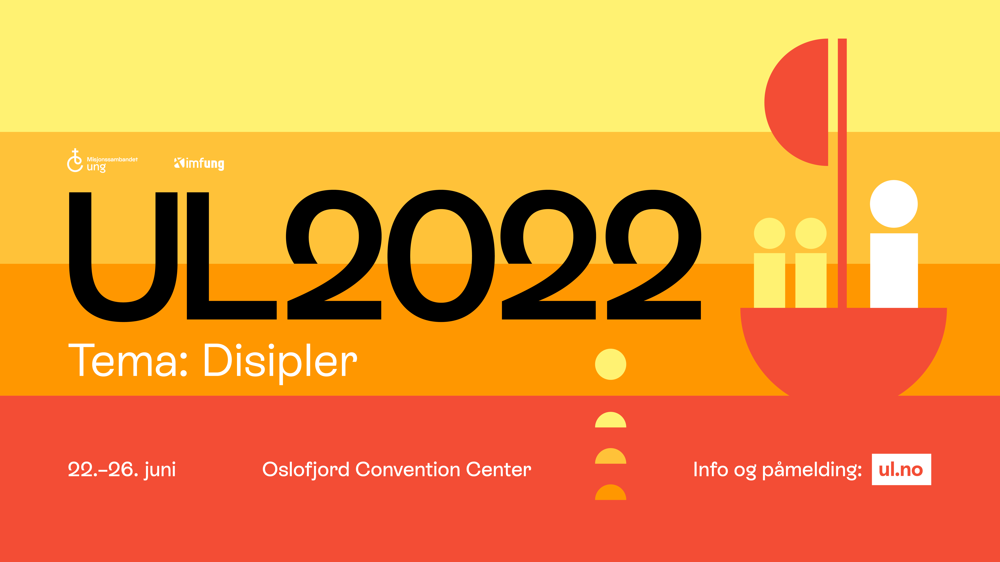 Misjonssambandet
ung
imfung
UL2022
Tema: Disipler
22.–26. juni
Oslofjord Convention Center
Info og påmelding: ul.no